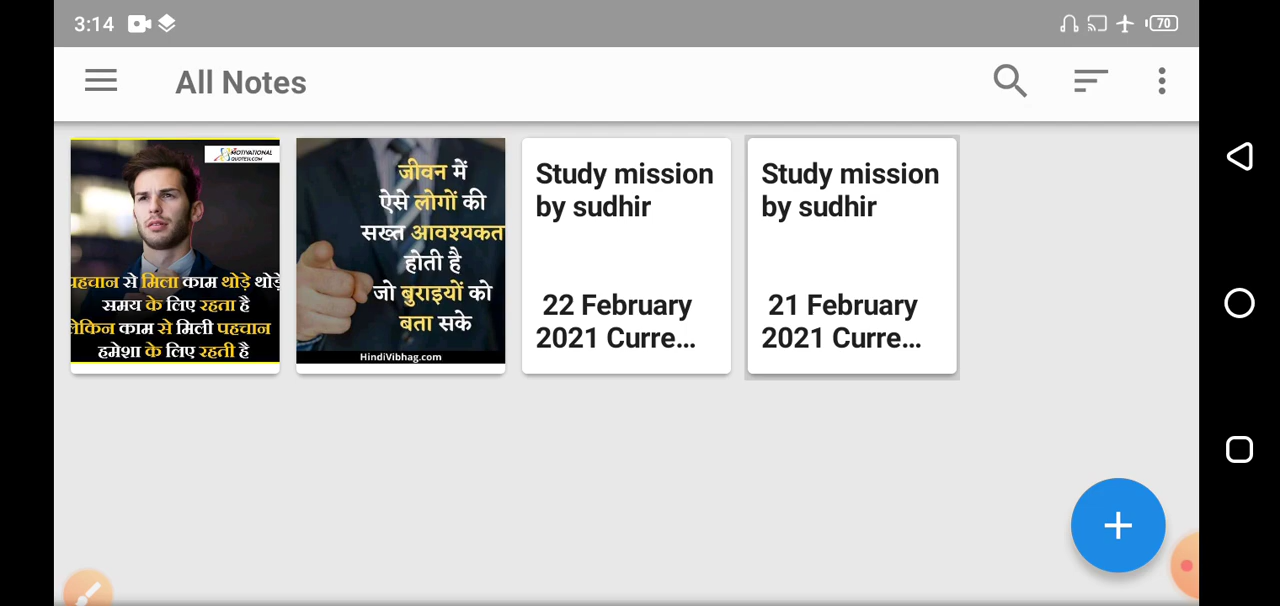 3:14
70
All Notes
MOTIVATIONAL
QUOTESH.COM
पहचान से मिला काम थोड़े थोड़े
समय के लिए रहता है
लेकिन काम से मिली पहचान
हमेशा के लिए रहती है
जीवन में
ऐसे लोगों की
सख्त आवश्यकत
होती है
जो बुराइयों को
बता सके
HindiVibhag.com
Study mission
by sudhir
22 February
2021 Curre...
Study mission
by sudhir
21 February
2021 Curre...